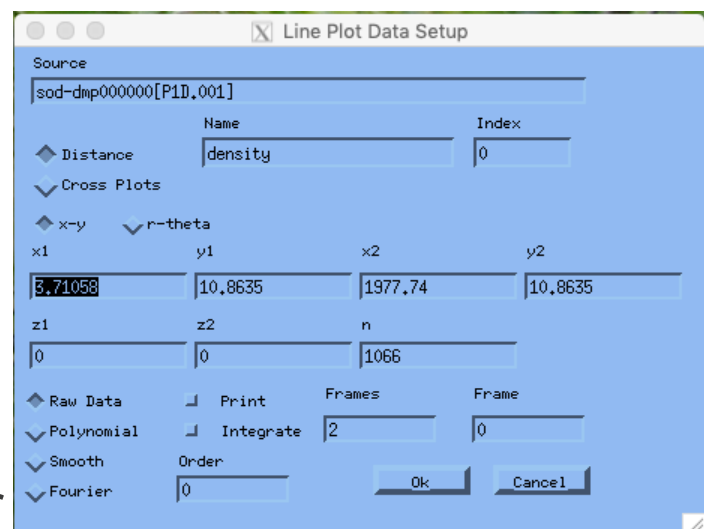 Line Plot Data Setup
Source
sod-dmp000000[P1D.001]
Name Index
Distance density 0
Cross Plots
x-y r-theta
x1 y1 x2 y2
3.71058 10.8635 1977.74 10.8635
z1 z2 n
0 0 1066
Raw Data Print Frames Frame
Polynomial Integrate 2 0
Smooth Order
Fourier 0 Ok Cancel